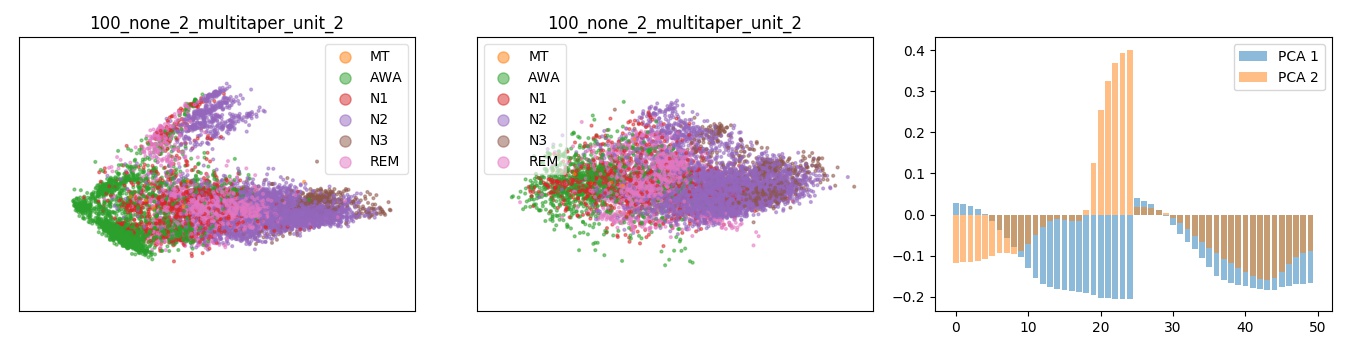 100_none_2_multitaper_unit_2
MT
AWA
N1
N2
N3
REM
100_none_2_multitaper_unit_2
MT
AWA
N1
N2
N3
REM
PCA 1
PCA 2
0.4
0.3
0.2
0.1
0.0
−0.1
−0.2
0 10 20 30 40 50